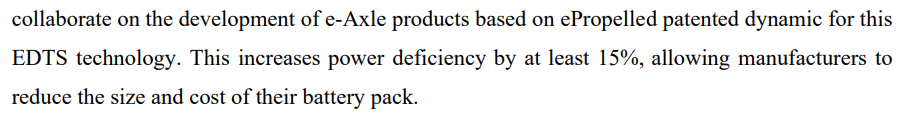 collaborate on the development of e-Axle products based on ePropelled patented dynamic for this
EDTS technology. This increases power deficiency by at least 15%, allowing manufacturers to
reduce the size and cost of their battery pack.